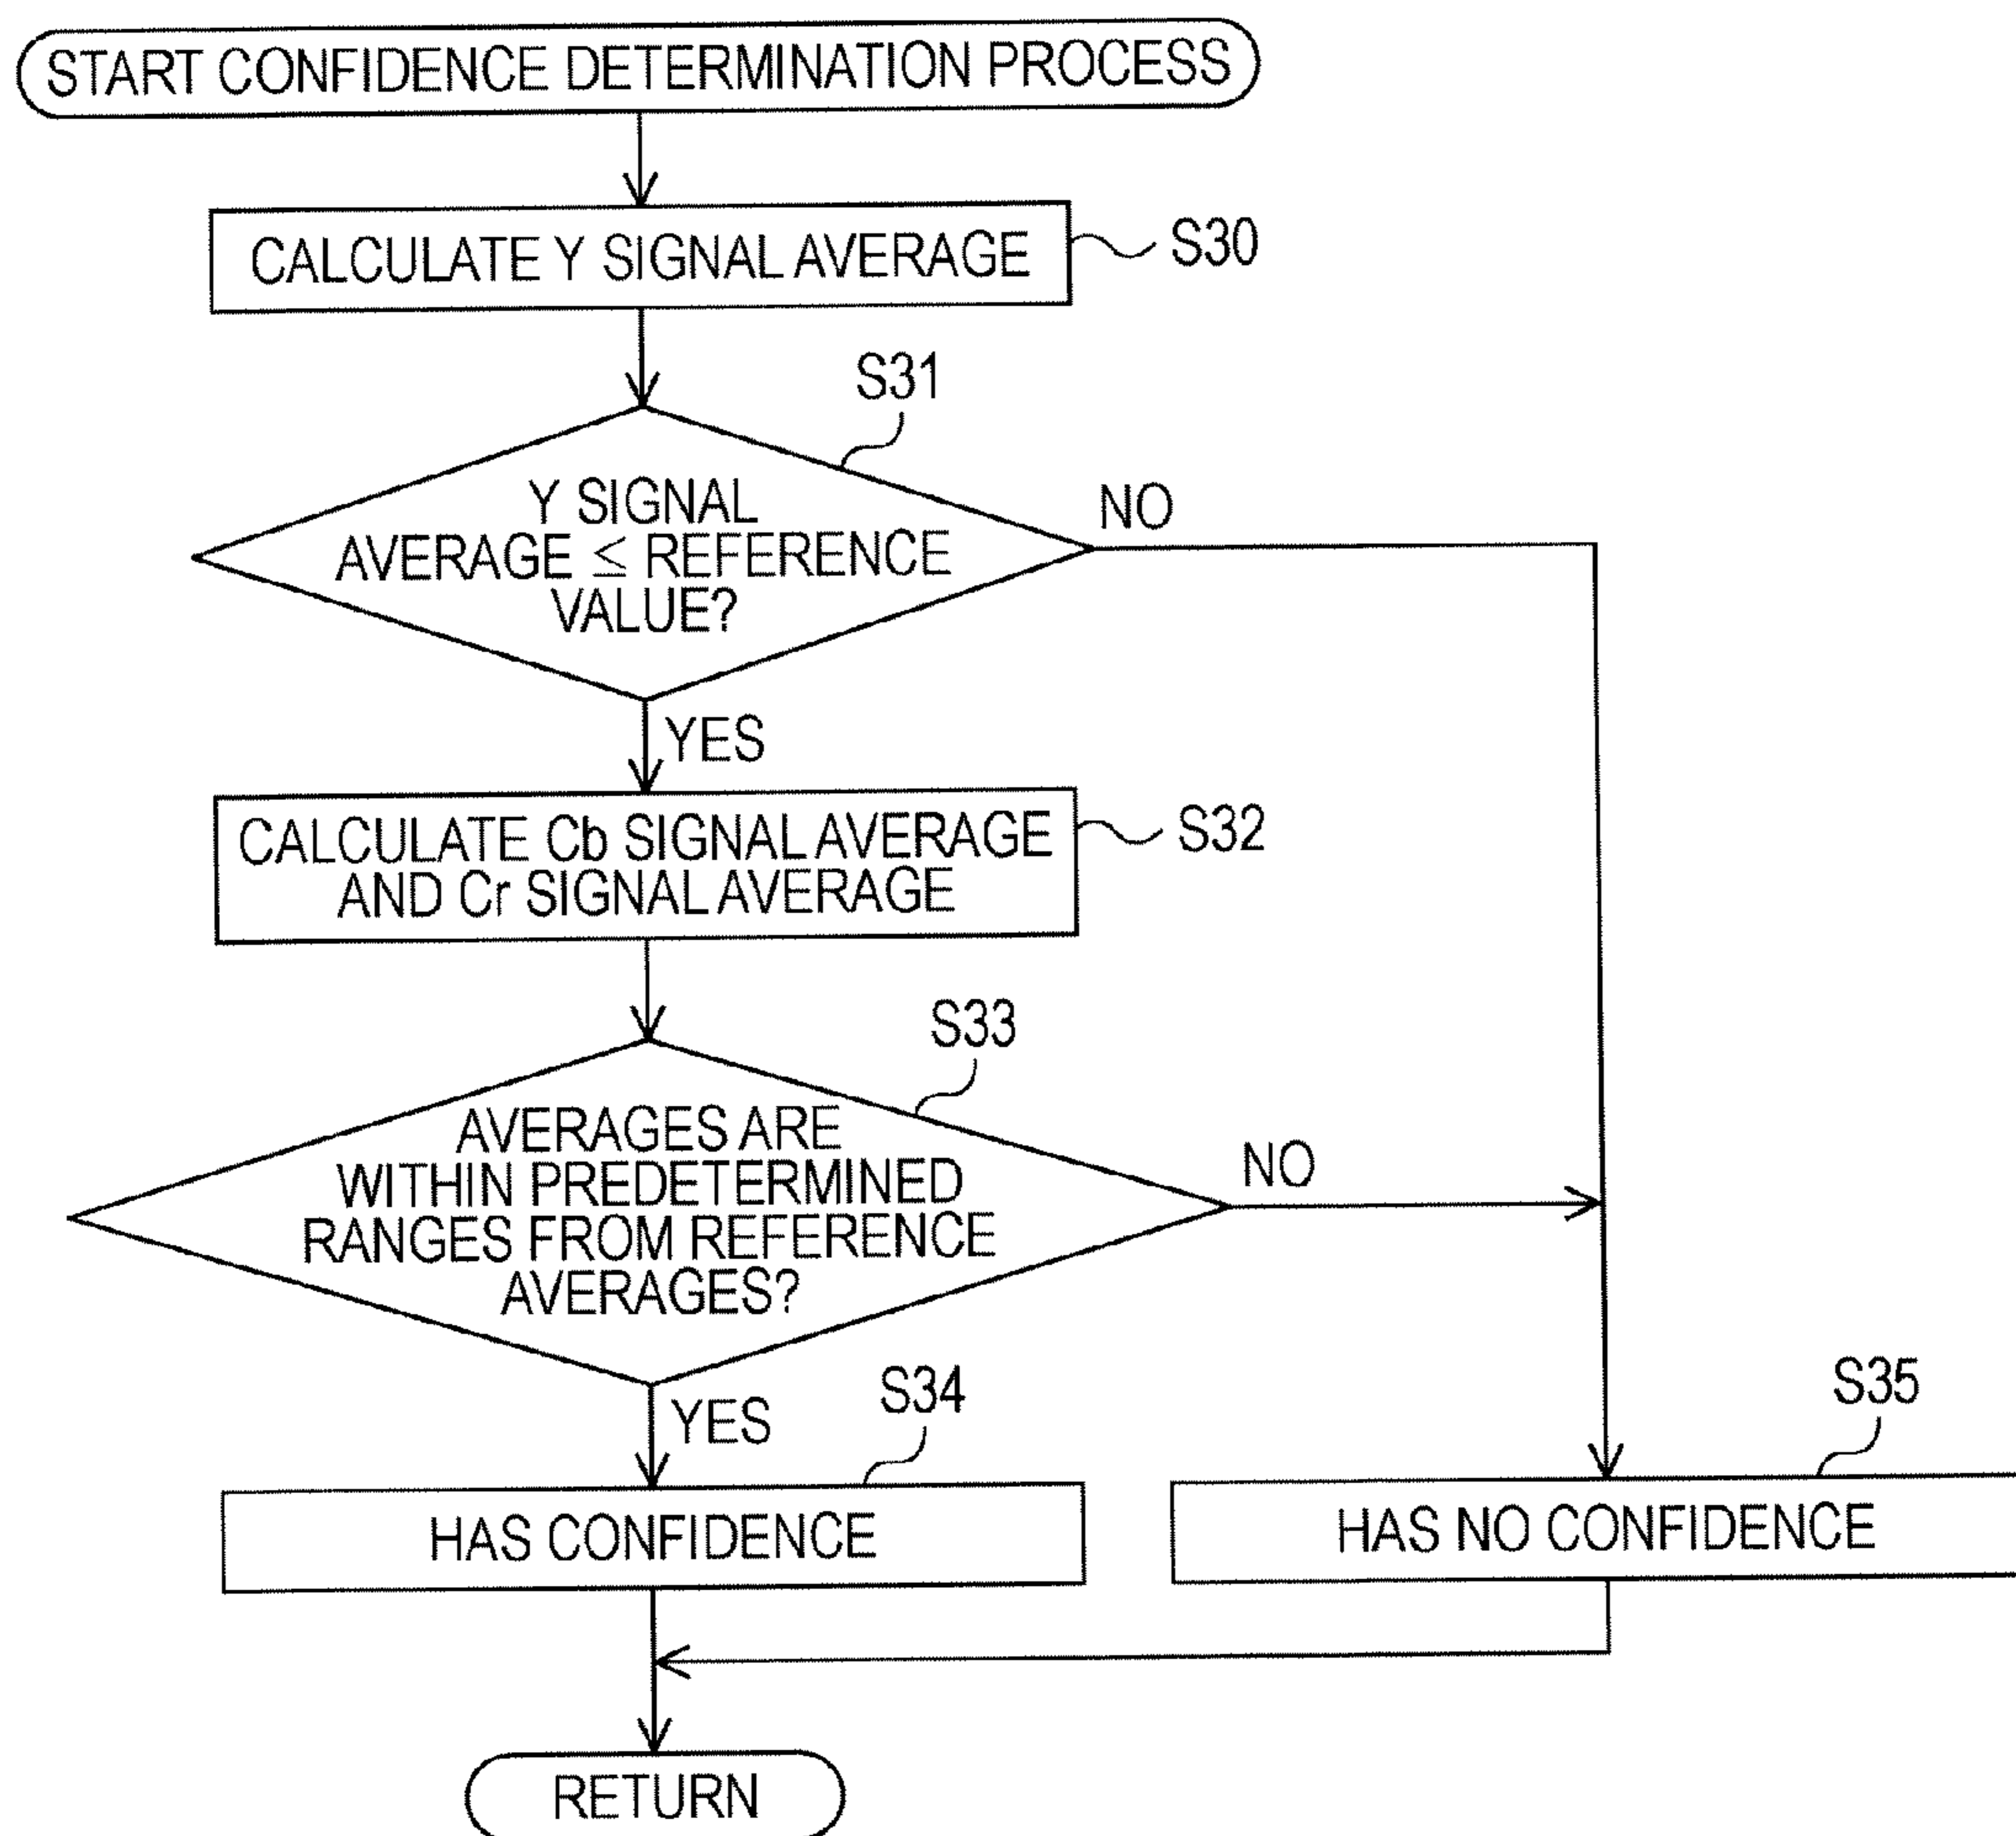 START CONFIDENCE DETERMINATION PROCESS
CALCULATE Y SIGNAL AVERAGE
S30
S31
Y SIGNAL
AVERAGE ≤ REFERENCE
VALUE?
NO
YES
CALCULATE Cb SIGNAL AVERAGE
AND Cr SIGNAL AVERAGE
S32
S33
AVERAGES ARE
WITHIN PREDETERMINED
RANGES FROM REFERENCE
AVERAGES?
NO
YES
S34
S35
HAS CONFIDENCE
HAS NO CONFIDENCE
RETURN